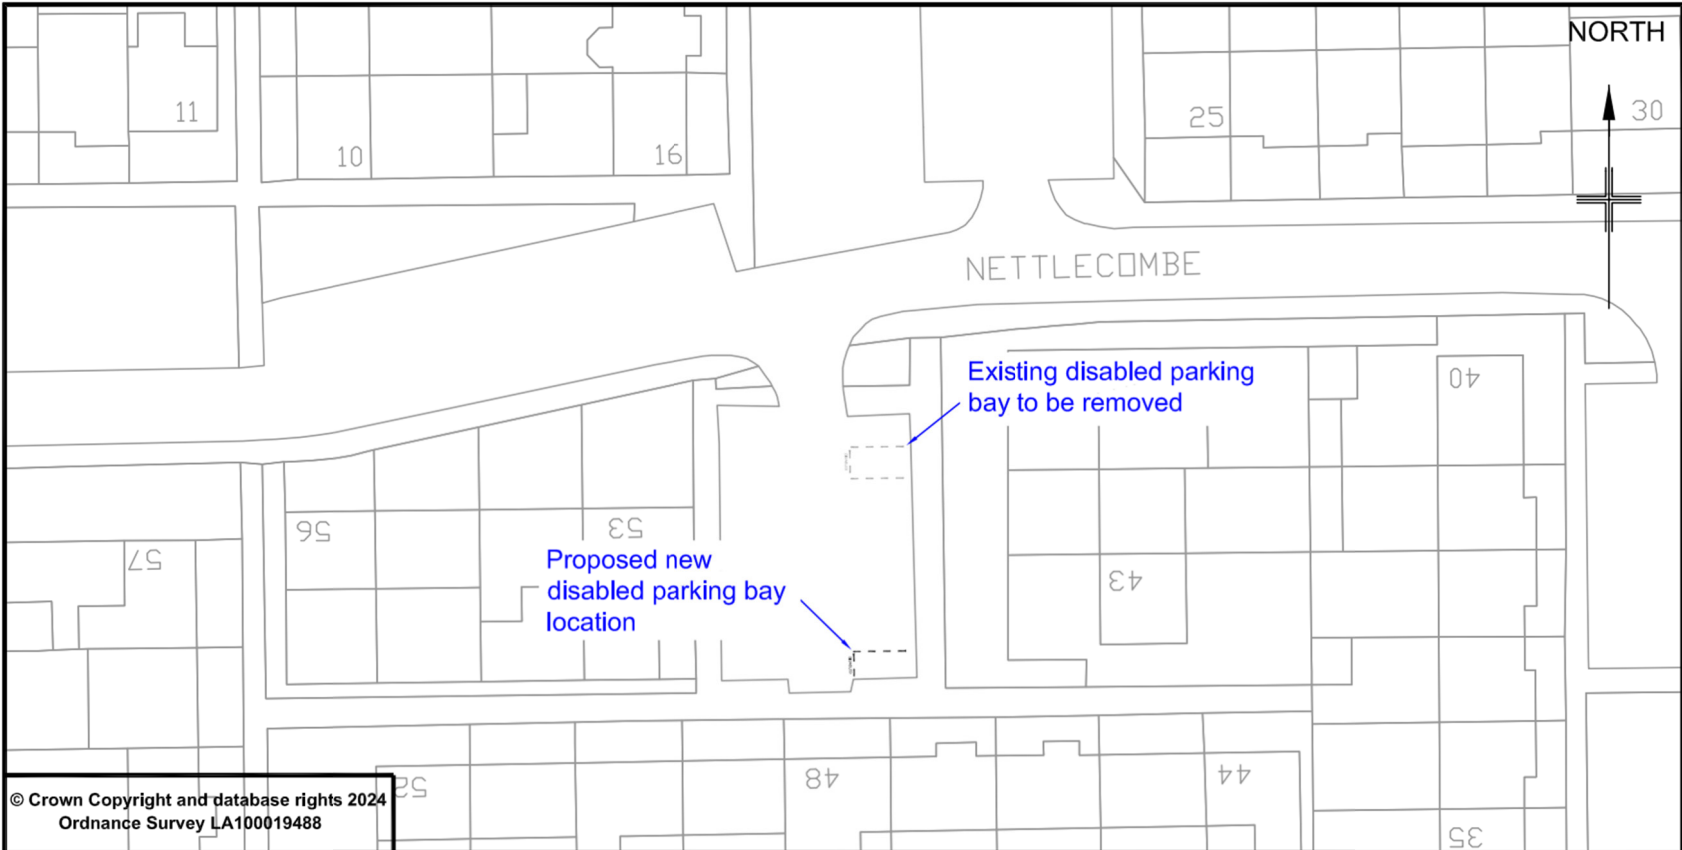 NORTH
11
10
16
25
30
NETTLECOMBE
Existing disabled parking
bay to be removed
40
56
53
57
Proposed new
disabled parking bay
location
43
52
48
44
35
© Crown Copyright and database rights 2024
Ordnance Survey LA100019488